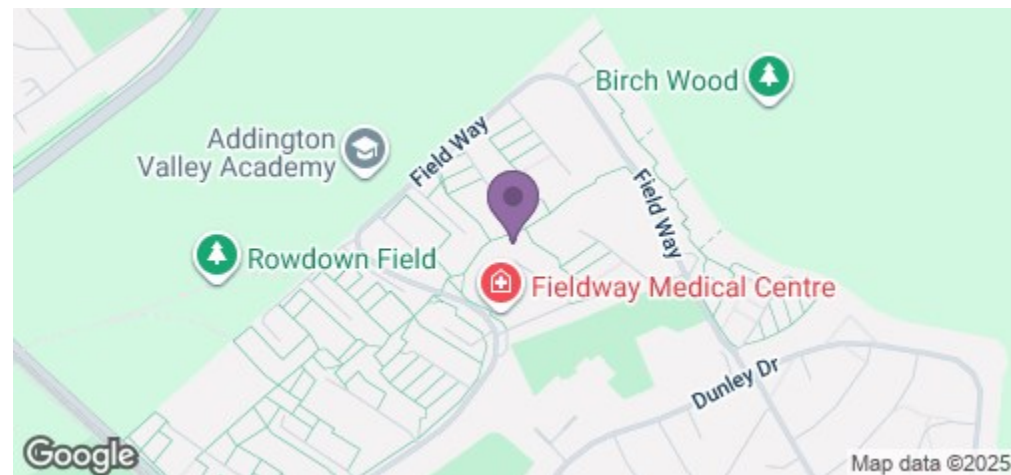 Birch Wood
Addington
Valley Academy
Field Way
Field Way
Rowdown Field
Fieldway Medical Centre
Dunley Dr
Google
Map data ©2025